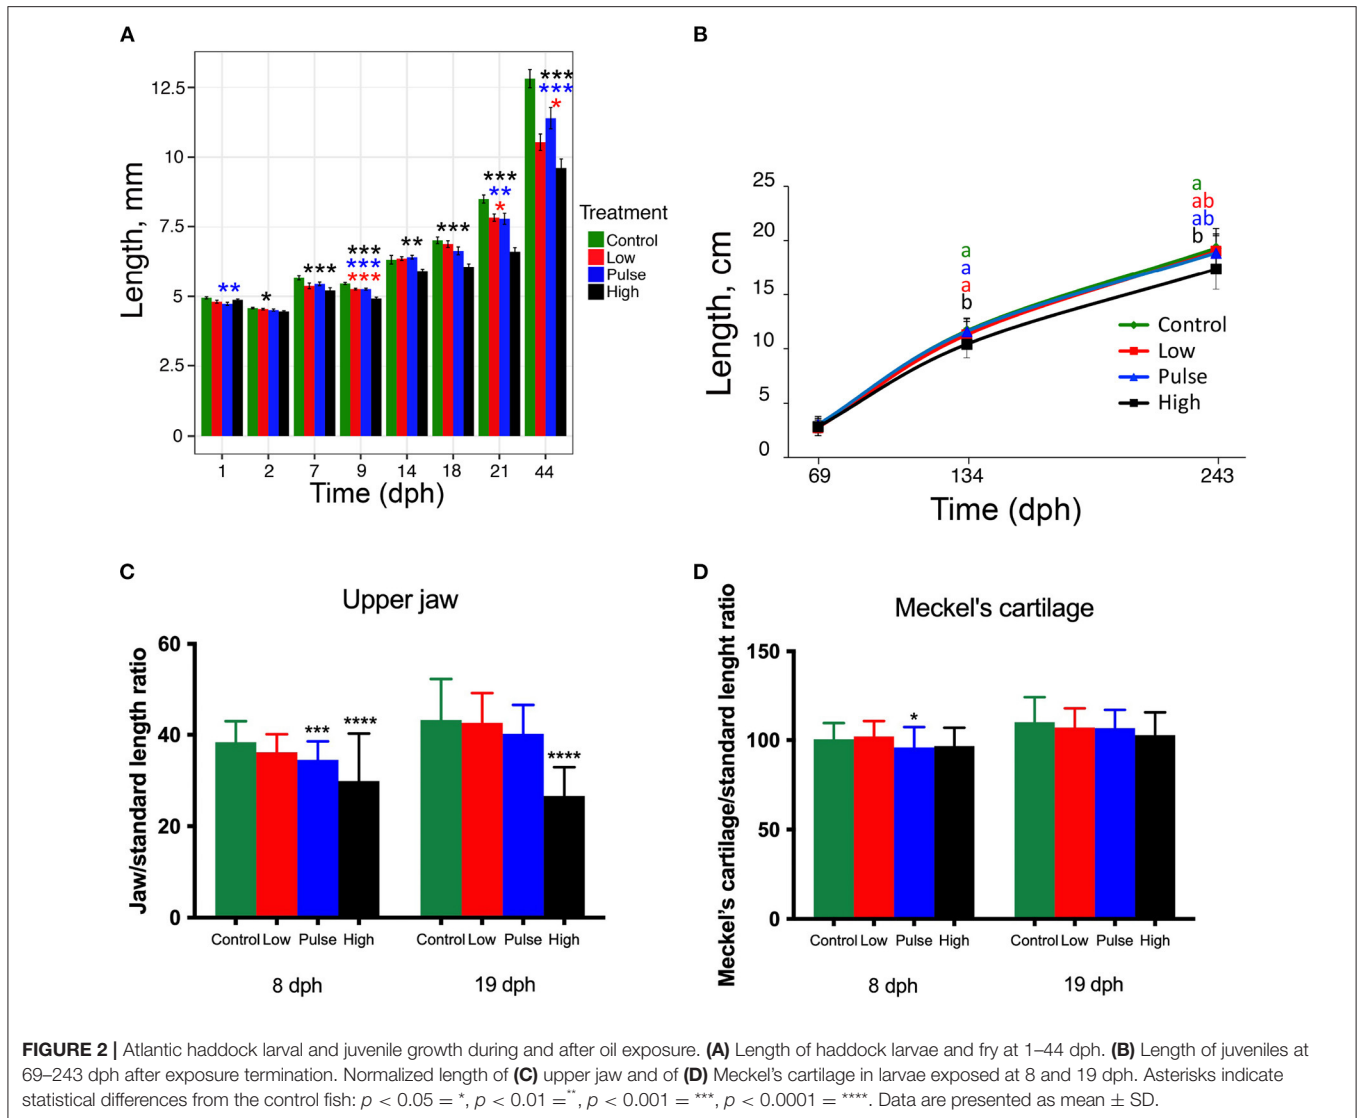 A
Length, mm
12.5
10
7.5
5
2.5
0
**
*
***
***
***
***
**
***
***
**
*
***
***
*
1 2 7 9 14 18 21 44
Time (dph)
Treatment
Control
Low
Pulse
High
B
Length, cm
25
20
15
10
5
0
a
a
a
b
a
ab
ab
b
Control
Low
Pulse
High
69 134 243
Time (dph)
C
Upper jaw
Jaw/standard length ratio
60
40
20
0
***
****
****
Control Low Pulse High Control Low Pulse High
8 dph 19 dph
D
Meckel's cartilage
Meckel's cartilage/standard lenght ratio
150
100
50
0
*
Control Low Pulse High Control Low Pulse High
8 dph 19 dph
FIGURE 2 | Atlantic haddock larval and juvenile growth during and after oil exposure. (A) Length of haddock larvae and fry at 1–44 dph. (B) Length of juveniles at
69–243 dph after exposure termination. Normalized length of (C) upper jaw and of (D) Meckel's cartilage in larvae exposed at 8 and 19 dph. Asterisks indicate
statistical differences from the control fish: p < 0.05 = *, p < 0.01 =**, p < 0.001 = ***, p < 0.0001 = ****. Data are presented as mean ± SD.